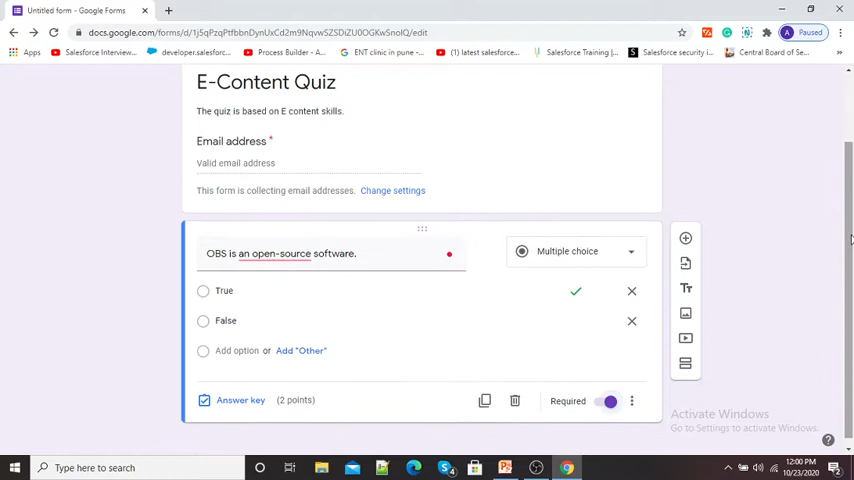 Untitled form - Google Forms
docs.google.com/forms/d/1j5qPzqPtfbbnDynUxCd2m9NqvwSZSDiZU0OGWkSnoIQ/edit
Paused
Apps
Salesforce Interview...
developer.salesforc...
Process Builder - A...
ENT clinic in pune -...
(1) latest salesforce...
Salesforce Training |...
Salesforce security i...
Central Board of Se...
E-Content Quiz
The quiz is based on E content skills.
Email address *
Valid email address
This form is collecting email addresses. Change settings
OBS is an open-source software.
Multiple choice
True
False
Add option or Add "Other"
Answer key (2 points)
Required
Activate Windows
Go to Settings to activate Windows.
Type here to search
12:00 PM
10/23/2020